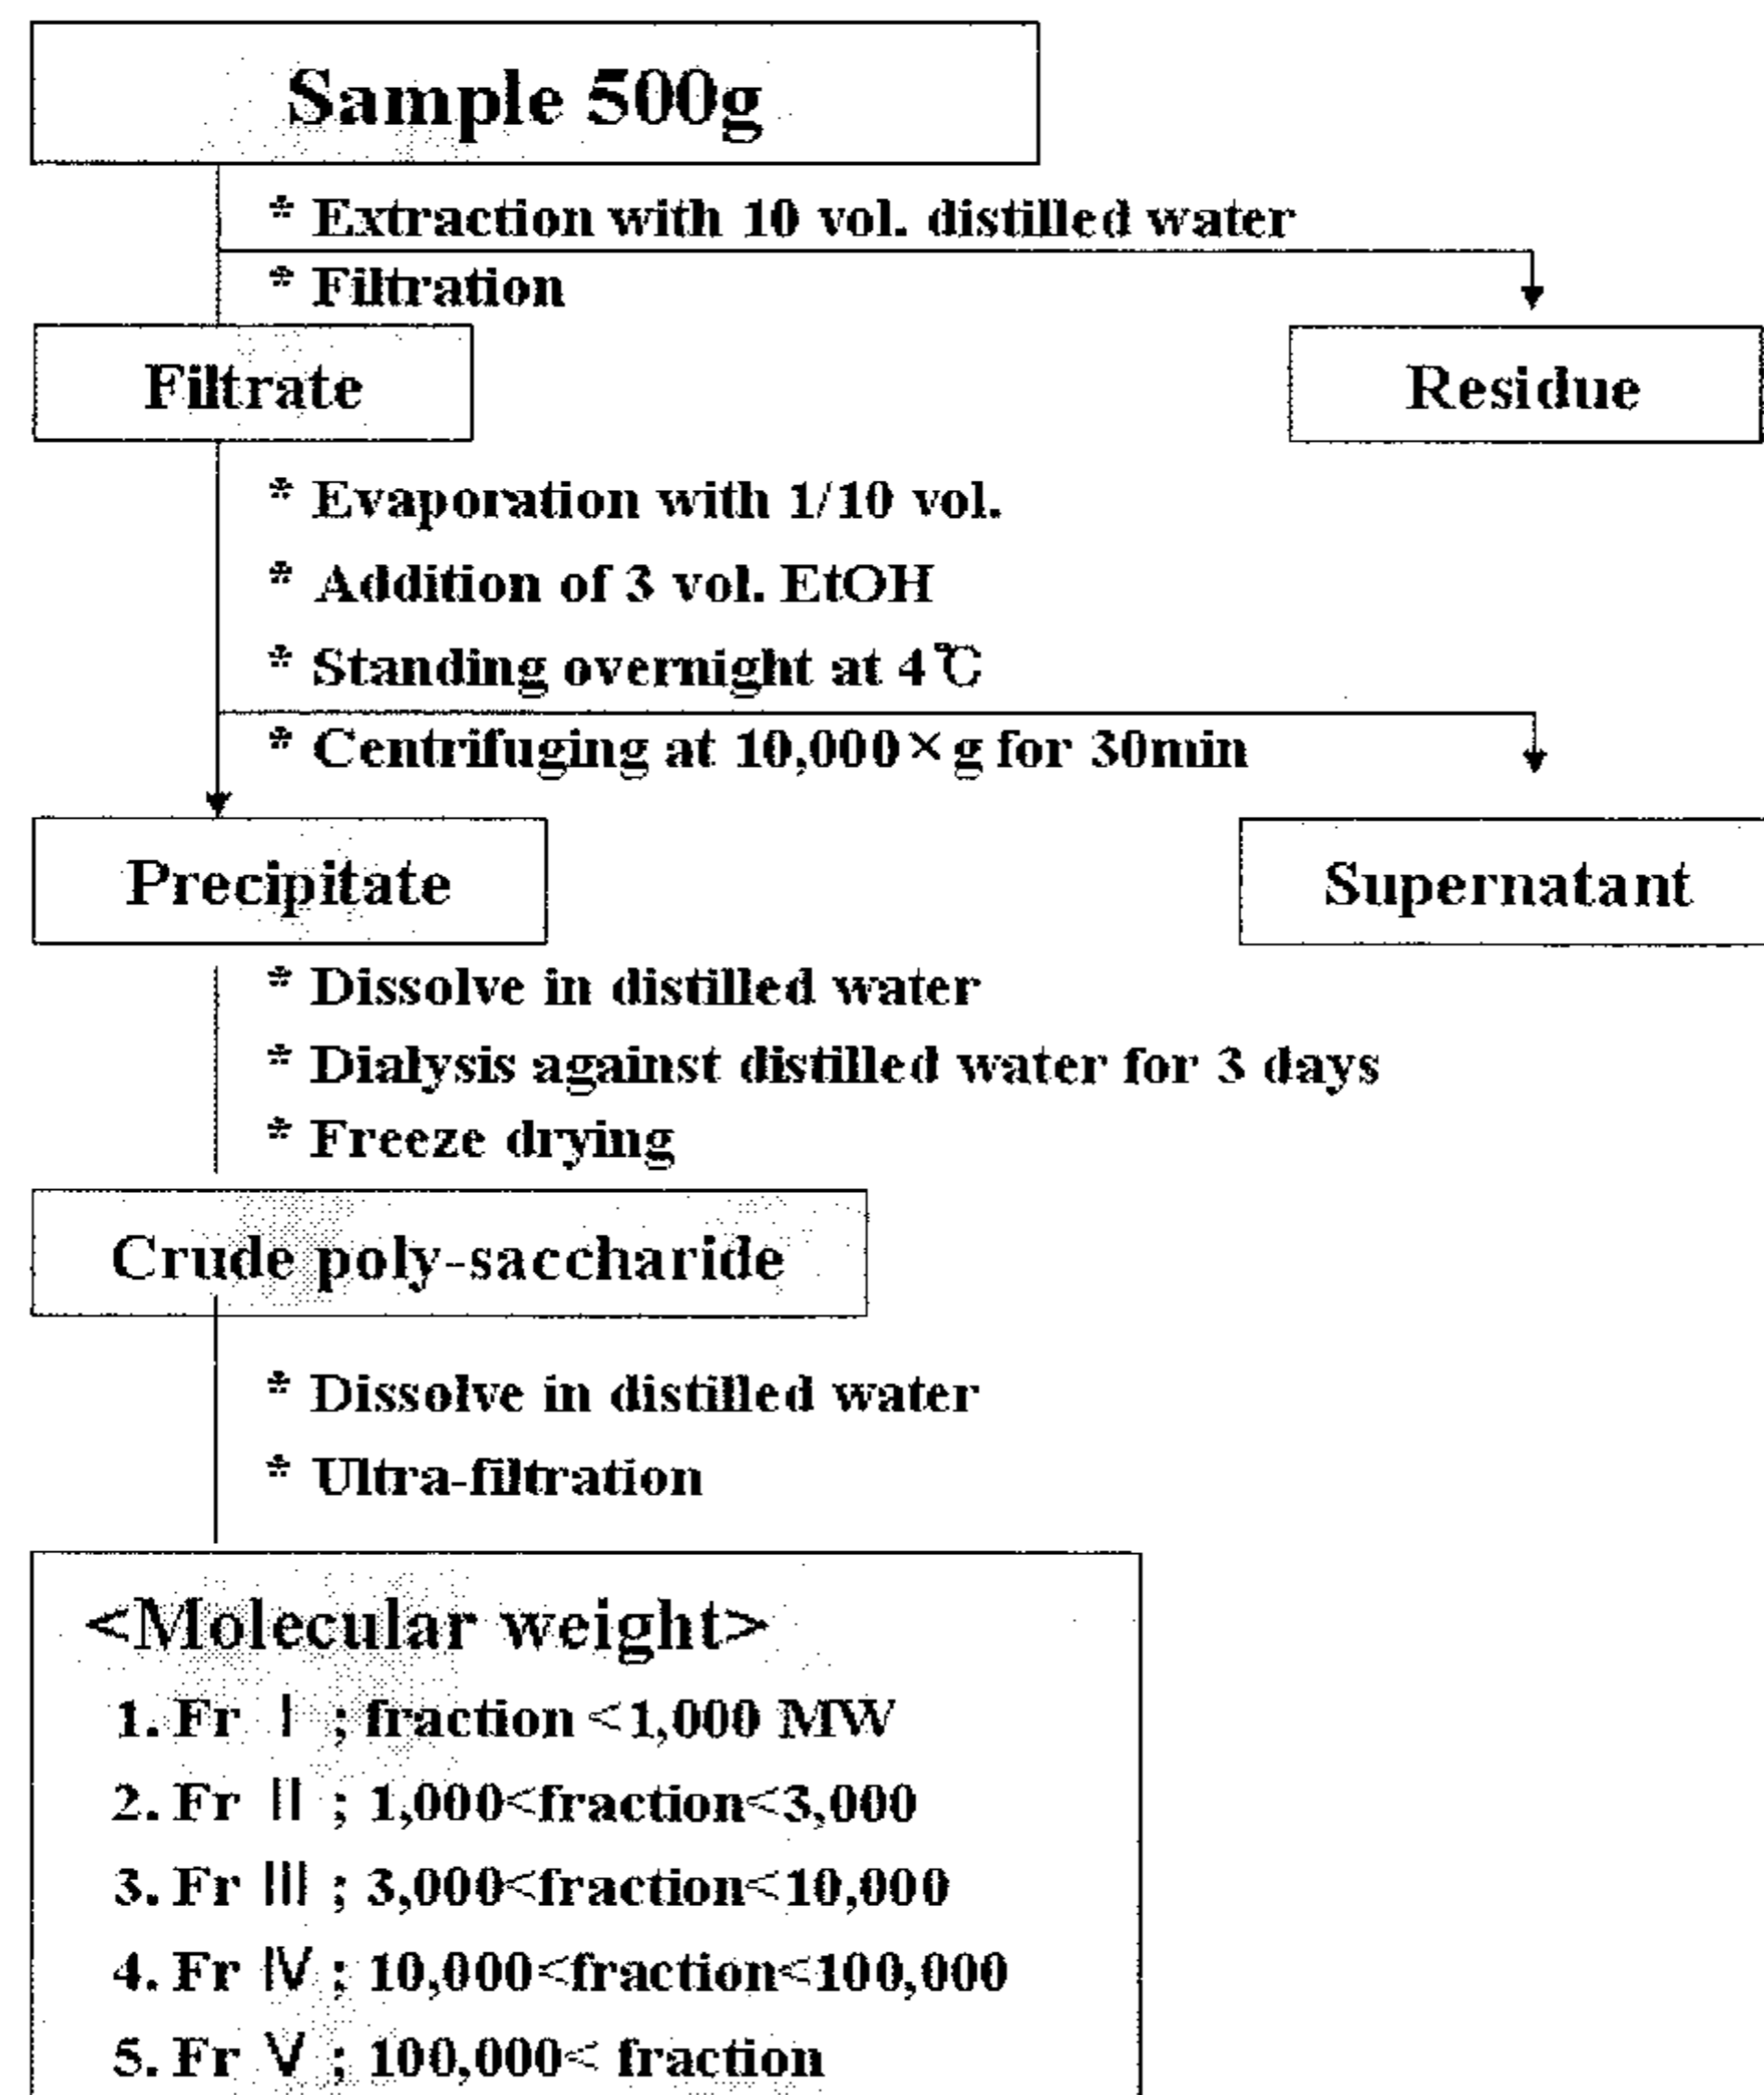 Sample 500g
* Extraction with 10 vol. distilled water
* Filtration
Filtrate
Residue
* Evaporation with 1/10 vol.
* Addition of 3 vol. EtOH
* Standing overnight at 4℃
* Centrifuging at 10,000×g for 30min
Precipitate
Supernatant
* Dissolve in distilled water
* Dialysis against distilled water for 3 days
* Freeze drying
Crude poly-saccharide
* Dissolve in distilled water
* Ultra-filtration
<Molecular weight>
1. Fr Ⅰ ; fraction <1,000 MW
2. Fr Ⅱ ; 1,000<fraction<3,000
3. Fr Ⅲ ; 3,000<fraction<10,000
4. Fr Ⅳ ; 10,000<fraction<100,000
5. Fr Ⅴ ; 100,000< fraction